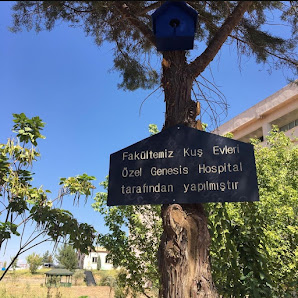 Fakültemiz Kuş Evleri
Özel Genesis Hospital
tarafından yapılmıştır